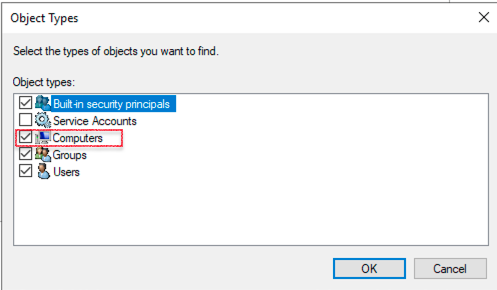 Object Types
Select the types of objects you want to find.
Object types:
Built-in security principals
Service Accounts
Computers
Groups
Users
OK Cancel